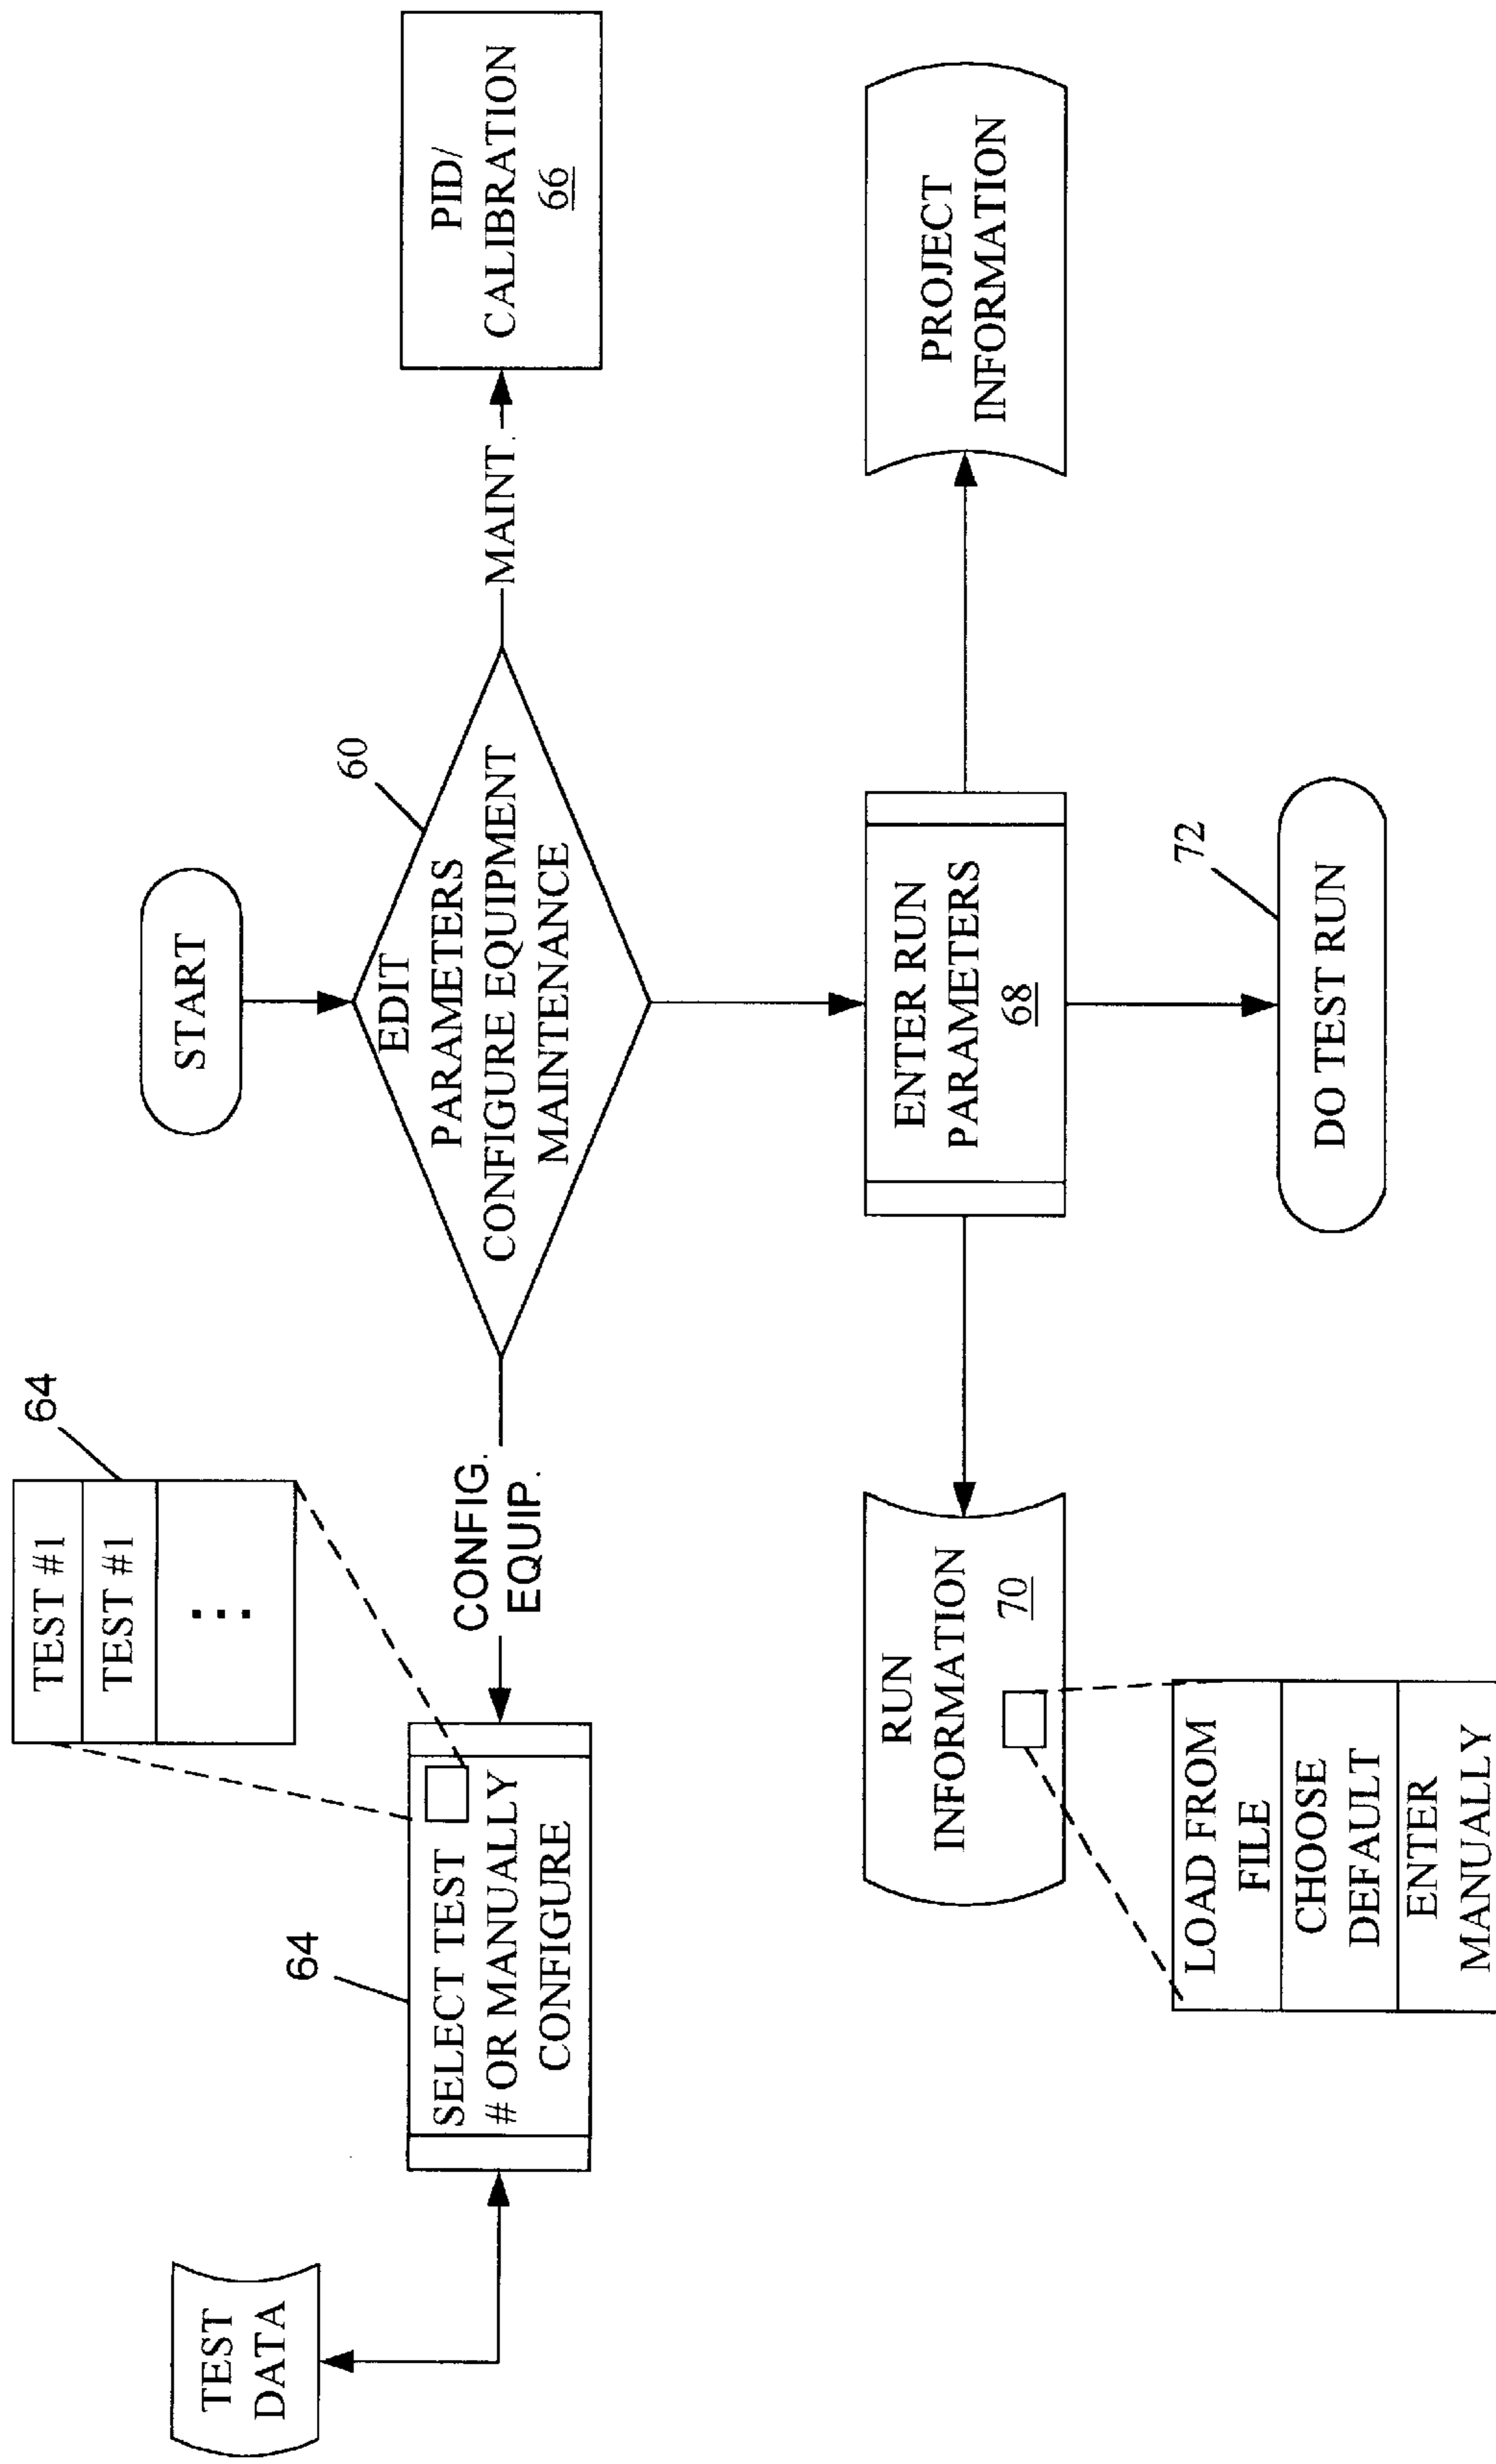 START
60
EDIT
PARAMETERS
CONFIGURE EQUIPMENT
MAINTENANCE
MAINT.
PID/
CALIBRATION
66
CONFIG.
EQUIP.
64
TEST #1
TEST #1
⋮
64
SELECT TEST
# OR MANUALLY
CONFIGURE
TEST
DATA
ENTER RUN
PARAMETERS
68
PROJECT
INFORMATION
RUN
INFORMATION
70
LOAD FROM
FILE
CHOOSE
DEFAULT
ENTER
MANUALLY
72
DO TEST RUN